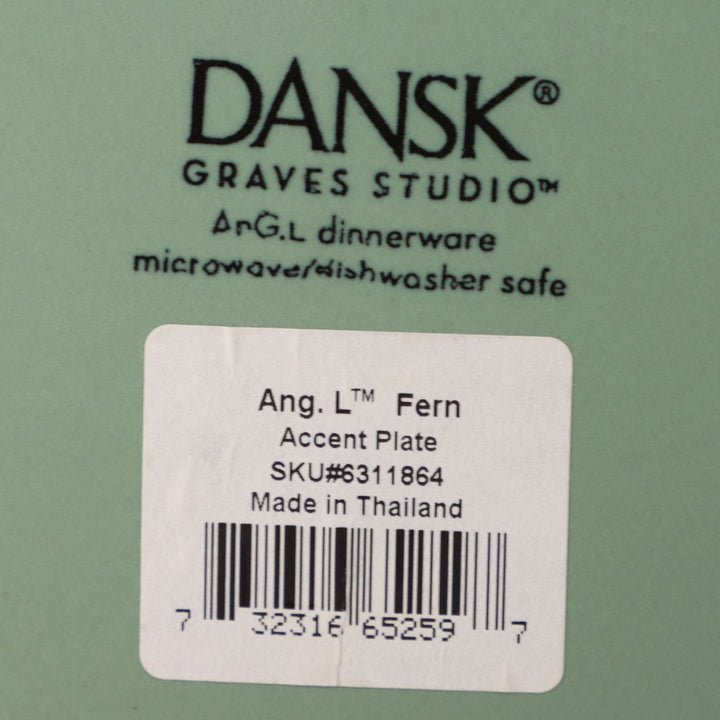 DANSK®
GRAVES STUDIO™
AnG.L dinnerware
microwave/dishwasher safe
Ang. L™ Fern
Accent Plate
SKU#6311864
Made in Thailand
7 32316 65259 7